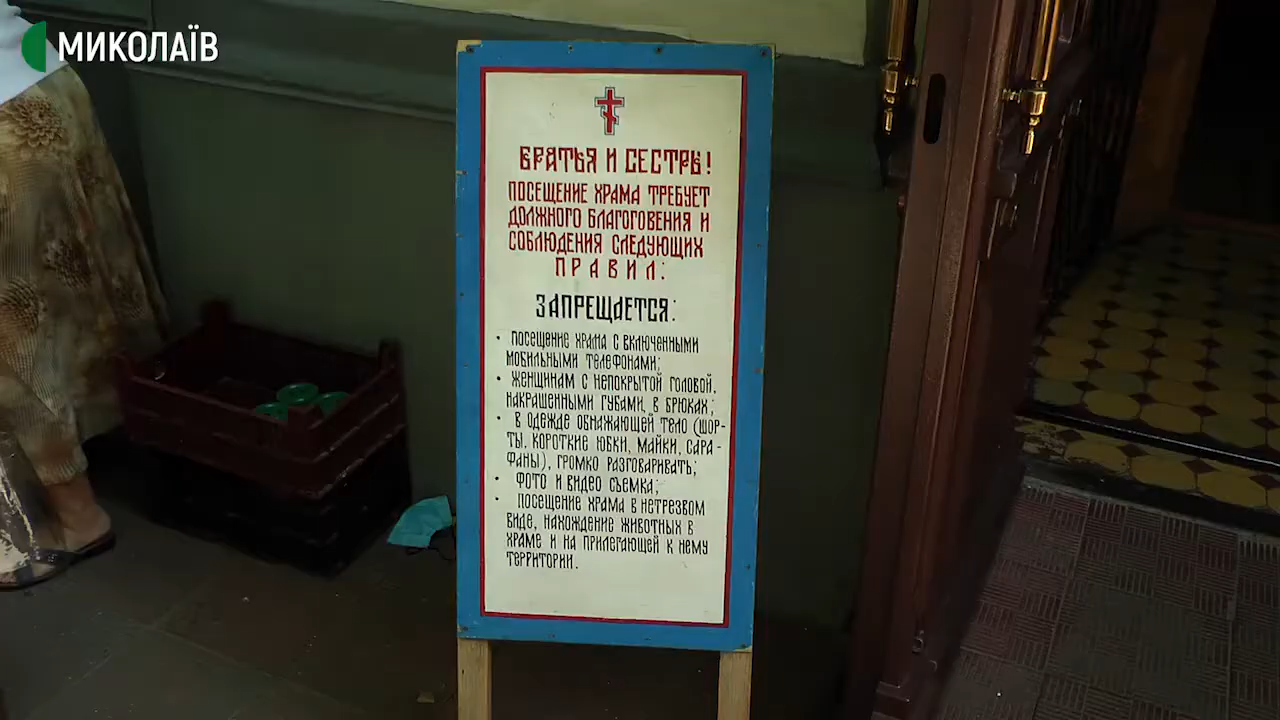 МИКОЛАЇВ
БРАТЬЯ И СЕСТРЫ!
ПОСЕЩЕНИЕ ХРАМА ТРЕБУЕТ
ДОЛЖНОГО БЛАГОГОВЕНИЯ И
СОБЛЮДЕНИЯ СЛЕДУЮЩИХ
ПРАВИЛ:
ЗАПРЕЩАЕТСЯ:
• ПОСЕЩЕНИЕ ХРАМА С ВКЛЮЧЕННЫМИ
МОБИЛЬНЫМИ ТЕЛЕФОНАМИ;
• ЖЕНЩИНАМ С НЕПОКРЫТОЙ ГОЛОВОЙ,
НАКРАШЕННЫМИ ГУБАМИ, В БРЮКАХ;
• В ОДЕЖДЕ ОБНАЖАЮЩЕЙ ТЕЛО (ШОР-
ТЫ, КОРОТКИЕ ЮБКИ, МАЙКИ, САРА-
ФАНЫ), ГРОМКО РАЗГОВАРИВАТЬ;
• ФОТО И ВИДЕО СЪЕМКА;
• ПОСЕЩЕНИЕ ХРАМА В НЕТРЕЗВОМ
ВИДЕ, НАХОЖДЕНИЕ ЖИВОТНЫХ В
ХРАМЕ И НА ПРИЛЕГАЮЩЕЙ К НЕМУ
ТЕРРИТОРИИ.